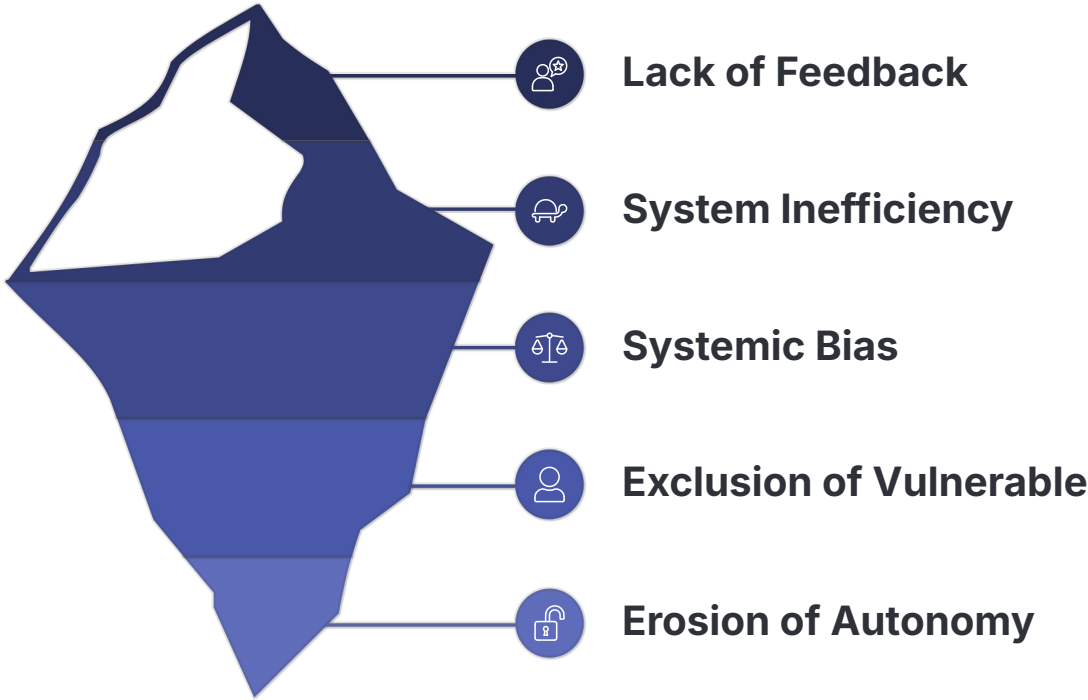 Lack of Feedback
System Inefficiency
Systemic Bias
Exclusion of Vulnerable
Erosion of Autonomy